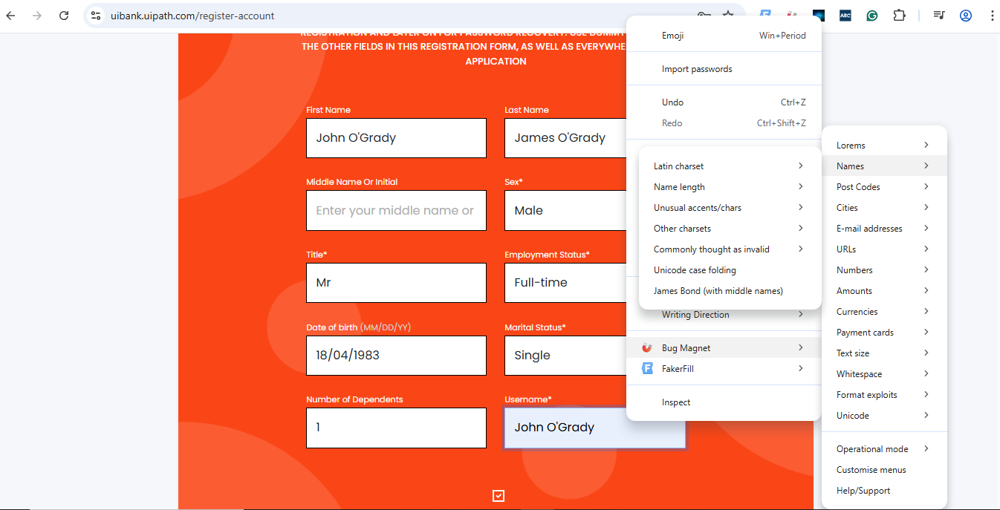 uibank.uipath.com/register-account
ARC
REGISTRATION AND LATER ON FOR PASSWORD RECOVERY. USE DUMMY
THE OTHER FIELDS IN THIS REGISTRATION FORM, AS WELL AS EVERYWHE
APPLICATION
First Name
Last Name
John O'Grady
James O'Grady
Middle Name Or Initial
Sex*
Enter your middle name or
Male
Title*
Employment Status*
Mr
Full-time
Date of birth (MM/DD/YY)
Marital Status*
18/04/1983
Single
Number of Dependents
Username*
1
John O'Grady
Emoji Win+Period
Import passwords
Undo Ctrl+Z
Redo Ctrl+Shift+Z
Latin charset
Name length
Unusual accents/chars
Other charsets
Commonly thought as invalid
Unicode case folding
James Bond (with middle names)
Writing Direction
Bug Magnet
FakerFill
Inspect
Lorems
Names
Post Codes
Cities
E-mail addresses
URLs
Numbers
Amounts
Currencies
Payment cards
Text size
Whitespace
Format exploits
Unicode
Operational mode
Customise menus
Help/Support